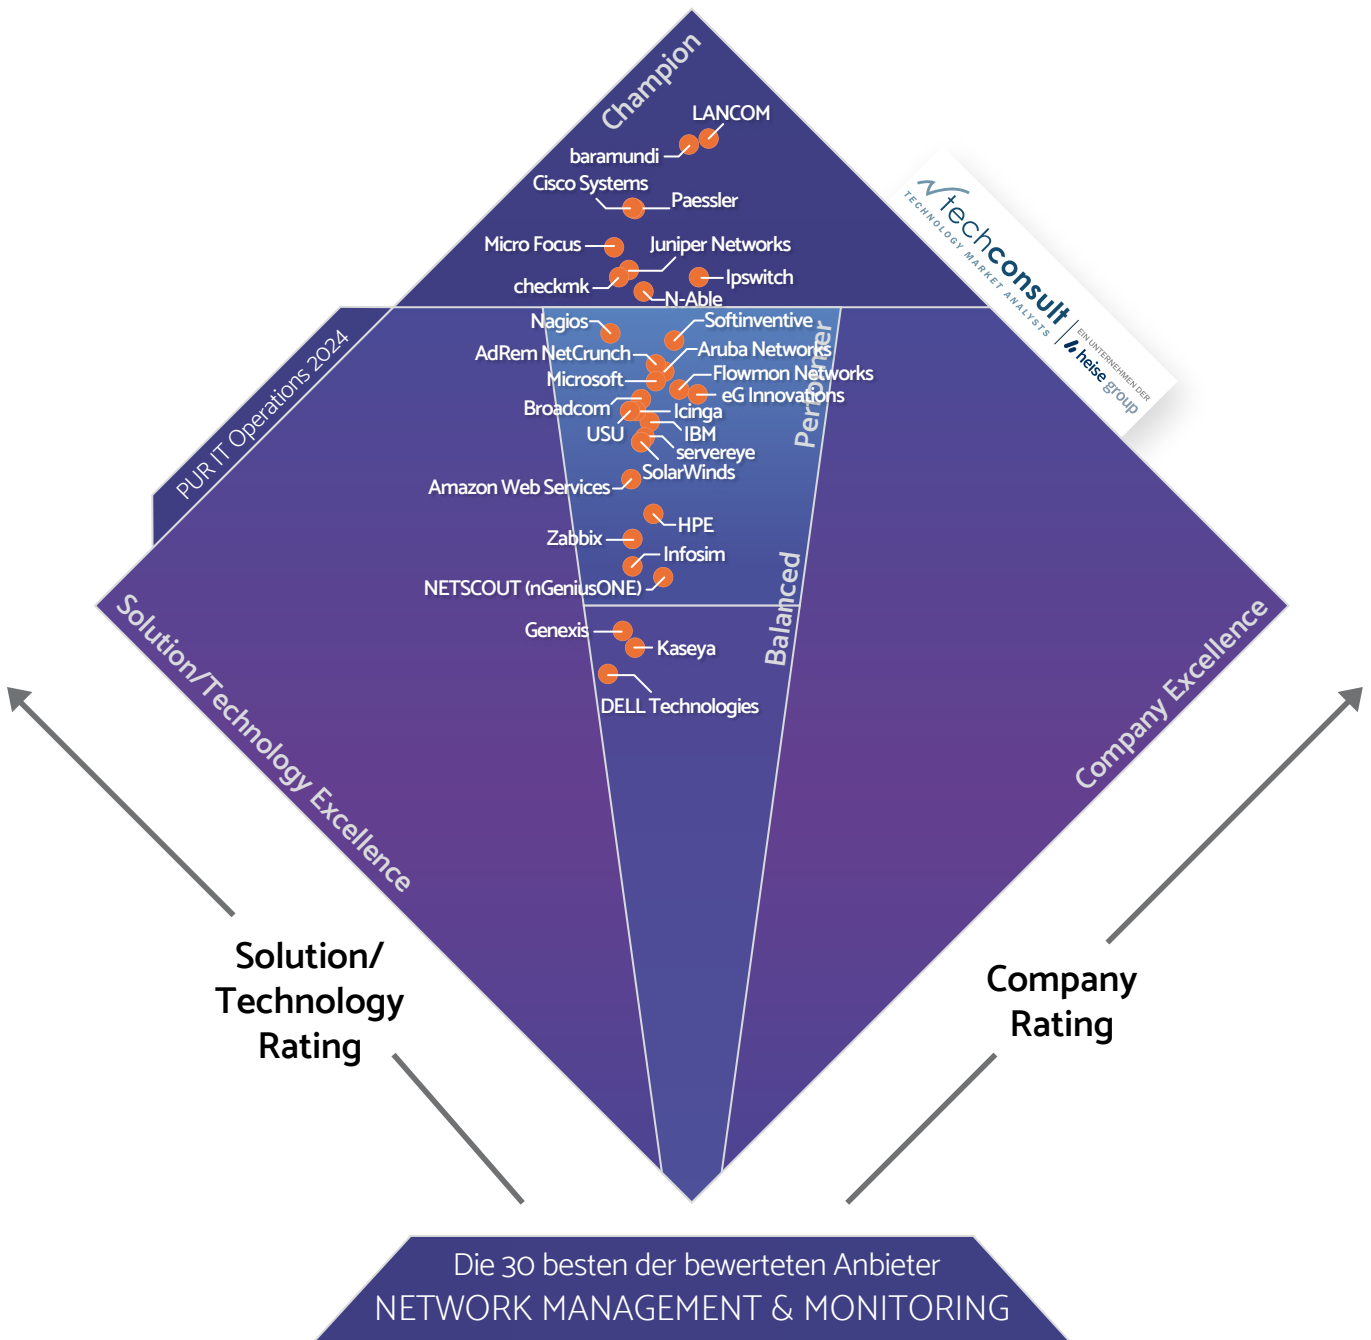 Champion
LANCOM
baramundi
Cisco Systems
Paessler
Micro Focus
Juniper Networks
checkmk
Ipswitch
N-Able
techconsult
TECHNOLOGY MARKET ANALYSTS
EIN UNTERNEHMEN DER
heise group
PUR IT Operations 2024
Nagios
Softinventive
Performer
AdRem NetCrunch
Aruba Networks
Microsoft
Flowmon Networks
eG Innovations
Broadcom
Icinga
USU
IBM
servereye
SolarWinds
Amazon Web Services
HPE
Zabbix
Infosim
NETSCOUT (nGeniusONE)
Balanced
Genexis
Kaseya
DELL Technologies
Solution/Technology Excellence
Company Excellence
Solution/
Technology
Rating
Company
Rating
Die 30 besten der bewerteten Anbieter
NETWORK MANAGEMENT & MONITORING